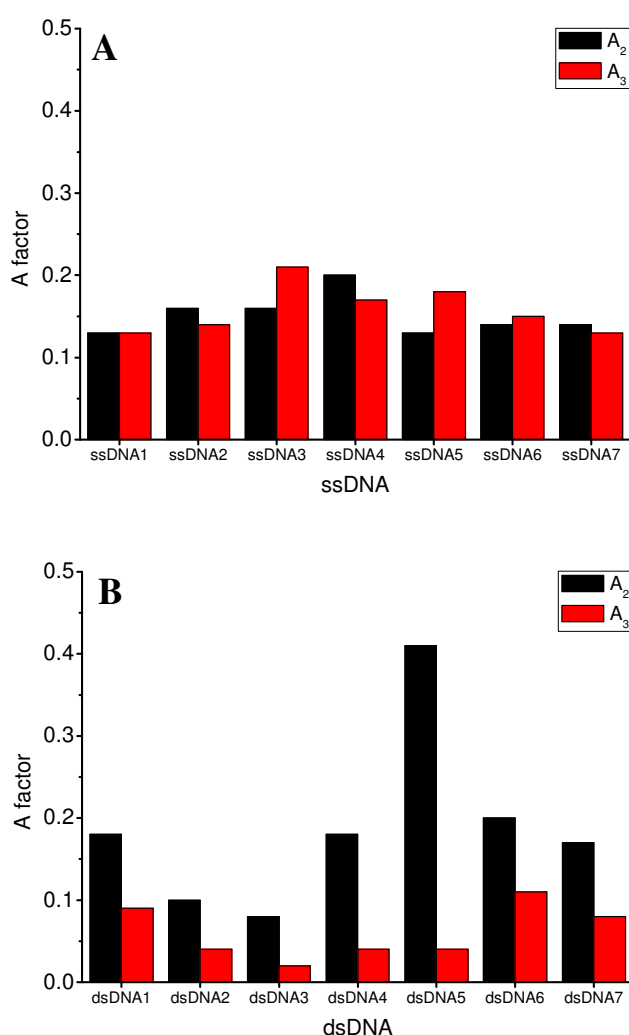 A
A2
A3
0.5
0.4
0.3
0.2
0.1
0.0
A factor
ssDNA1 ssDNA2 ssDNA3 ssDNA4 ssDNA5 ssDNA6 ssDNA7
ssDNA
B
A2
A3
0.5
0.4
0.3
0.2
0.1
0.0
A factor
dsDNA1 dsDNA2 dsDNA3 dsDNA4 dsDNA5 dsDNA6 dsDNA7
dsDNA